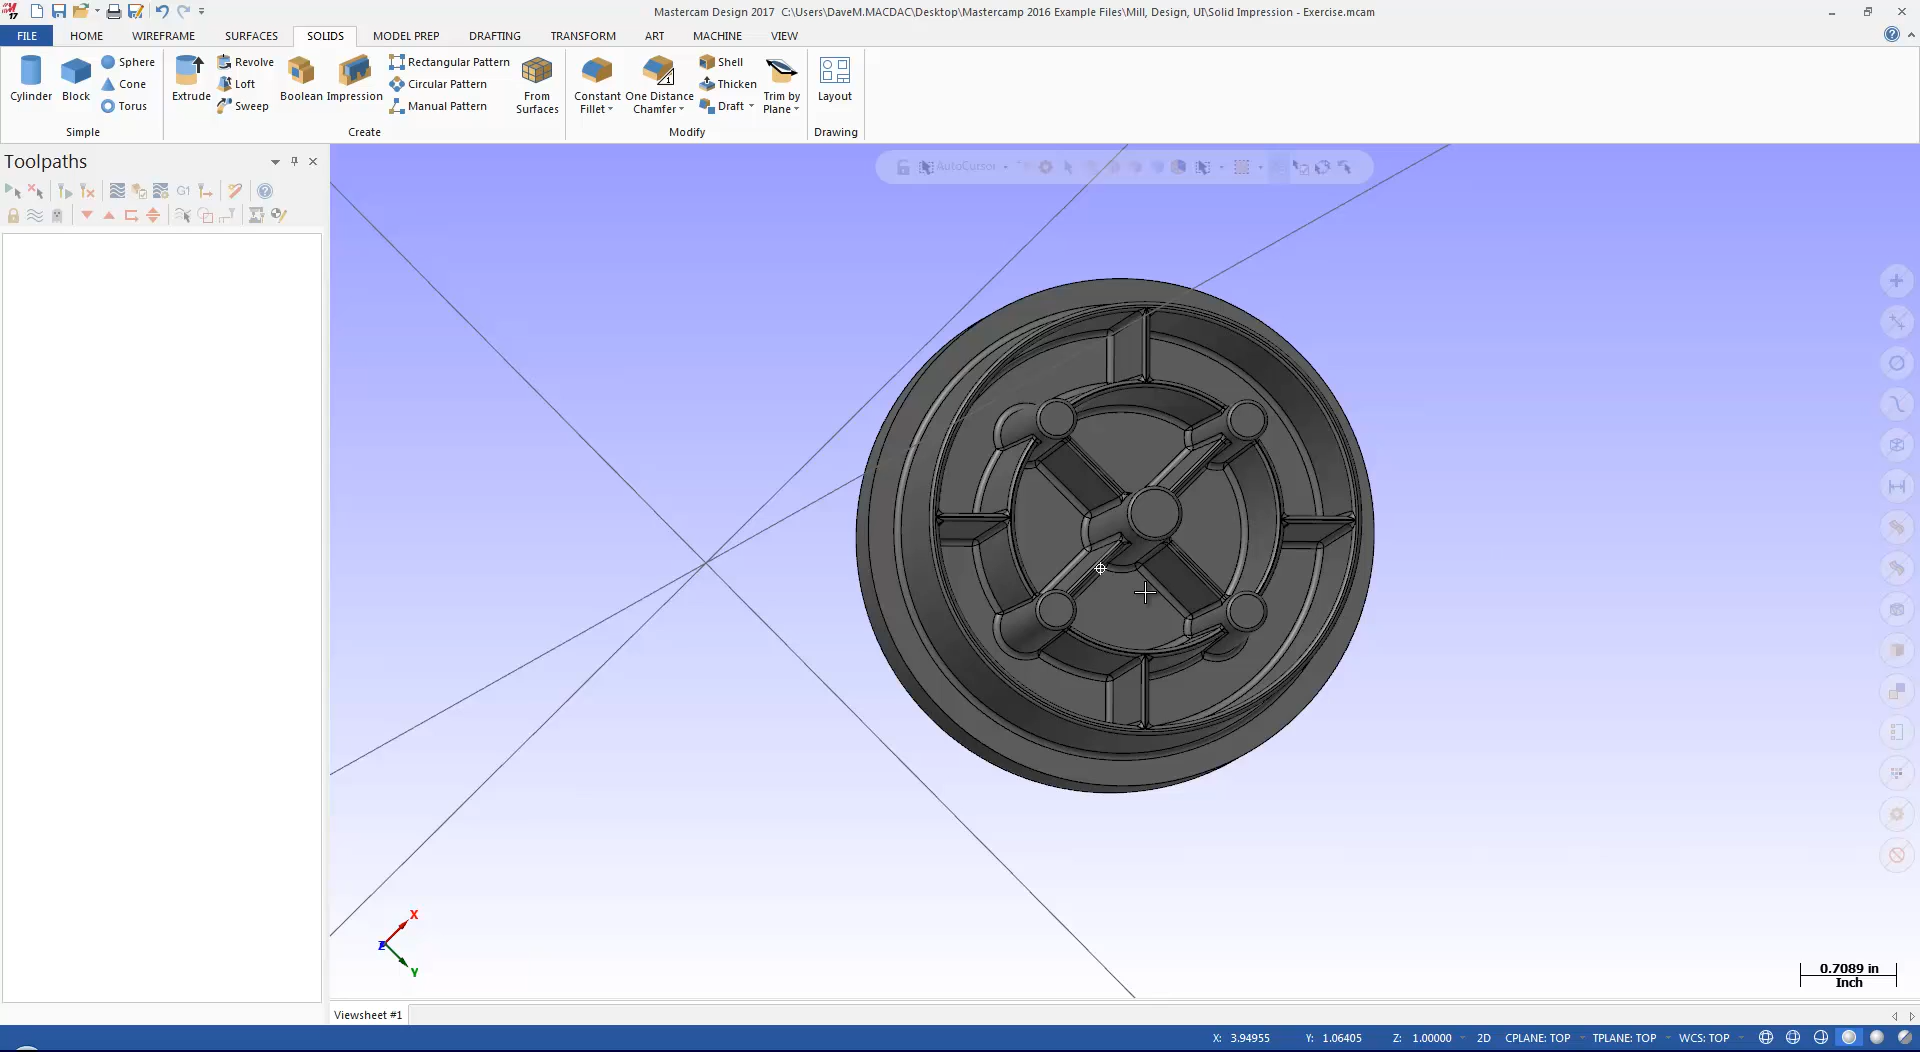 17
Mastercam Design 2017 C:\Users\DaveM.MACDAC\Desktop\Mastercamp 2016 Example Files\Mill, Design, UI\Solid Impression - Exercise.mcam
FILE HOME WIREFRAME SURFACES SOLIDS MODEL PREP DRAFTING TRANSFORM ART MACHINE VIEW
Cylinder
Block
Sphere
Cone
Torus
Simple
Extrude
Revolve
Loft
Sweep
Boolean
Impression
Rectangular Pattern
Circular Pattern
Manual Pattern
From
Surfaces
Create
Constant
Fillet
One Distance
Chamfer
Shell
Thicken
Draft
Trim by
Plane
Modify
Layout
Drawing
Toolpaths
G1
AutoCursor
X
Z
Y
0.7089 in
Inch
Viewsheet #1
X: 3.94955 Y: 1.06405 Z: 1.00000 2D CPLANE: TOP TPLANE: TOP WCS: TOP